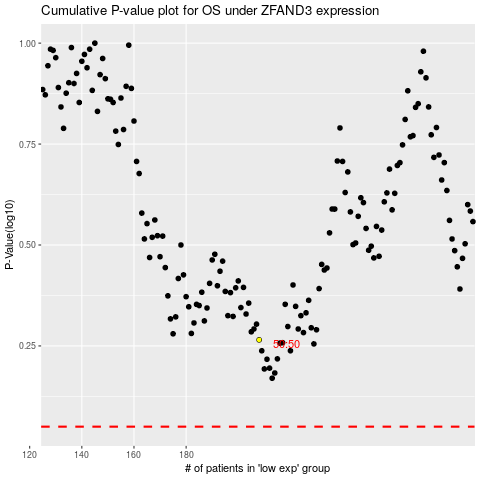 Cumulative P-value plot for OS under ZFAND3 expression
P-Value(log10)
1.00
0.75
0.50
0.25
50:50
120 140 160 180
# of patients in 'low exp' group